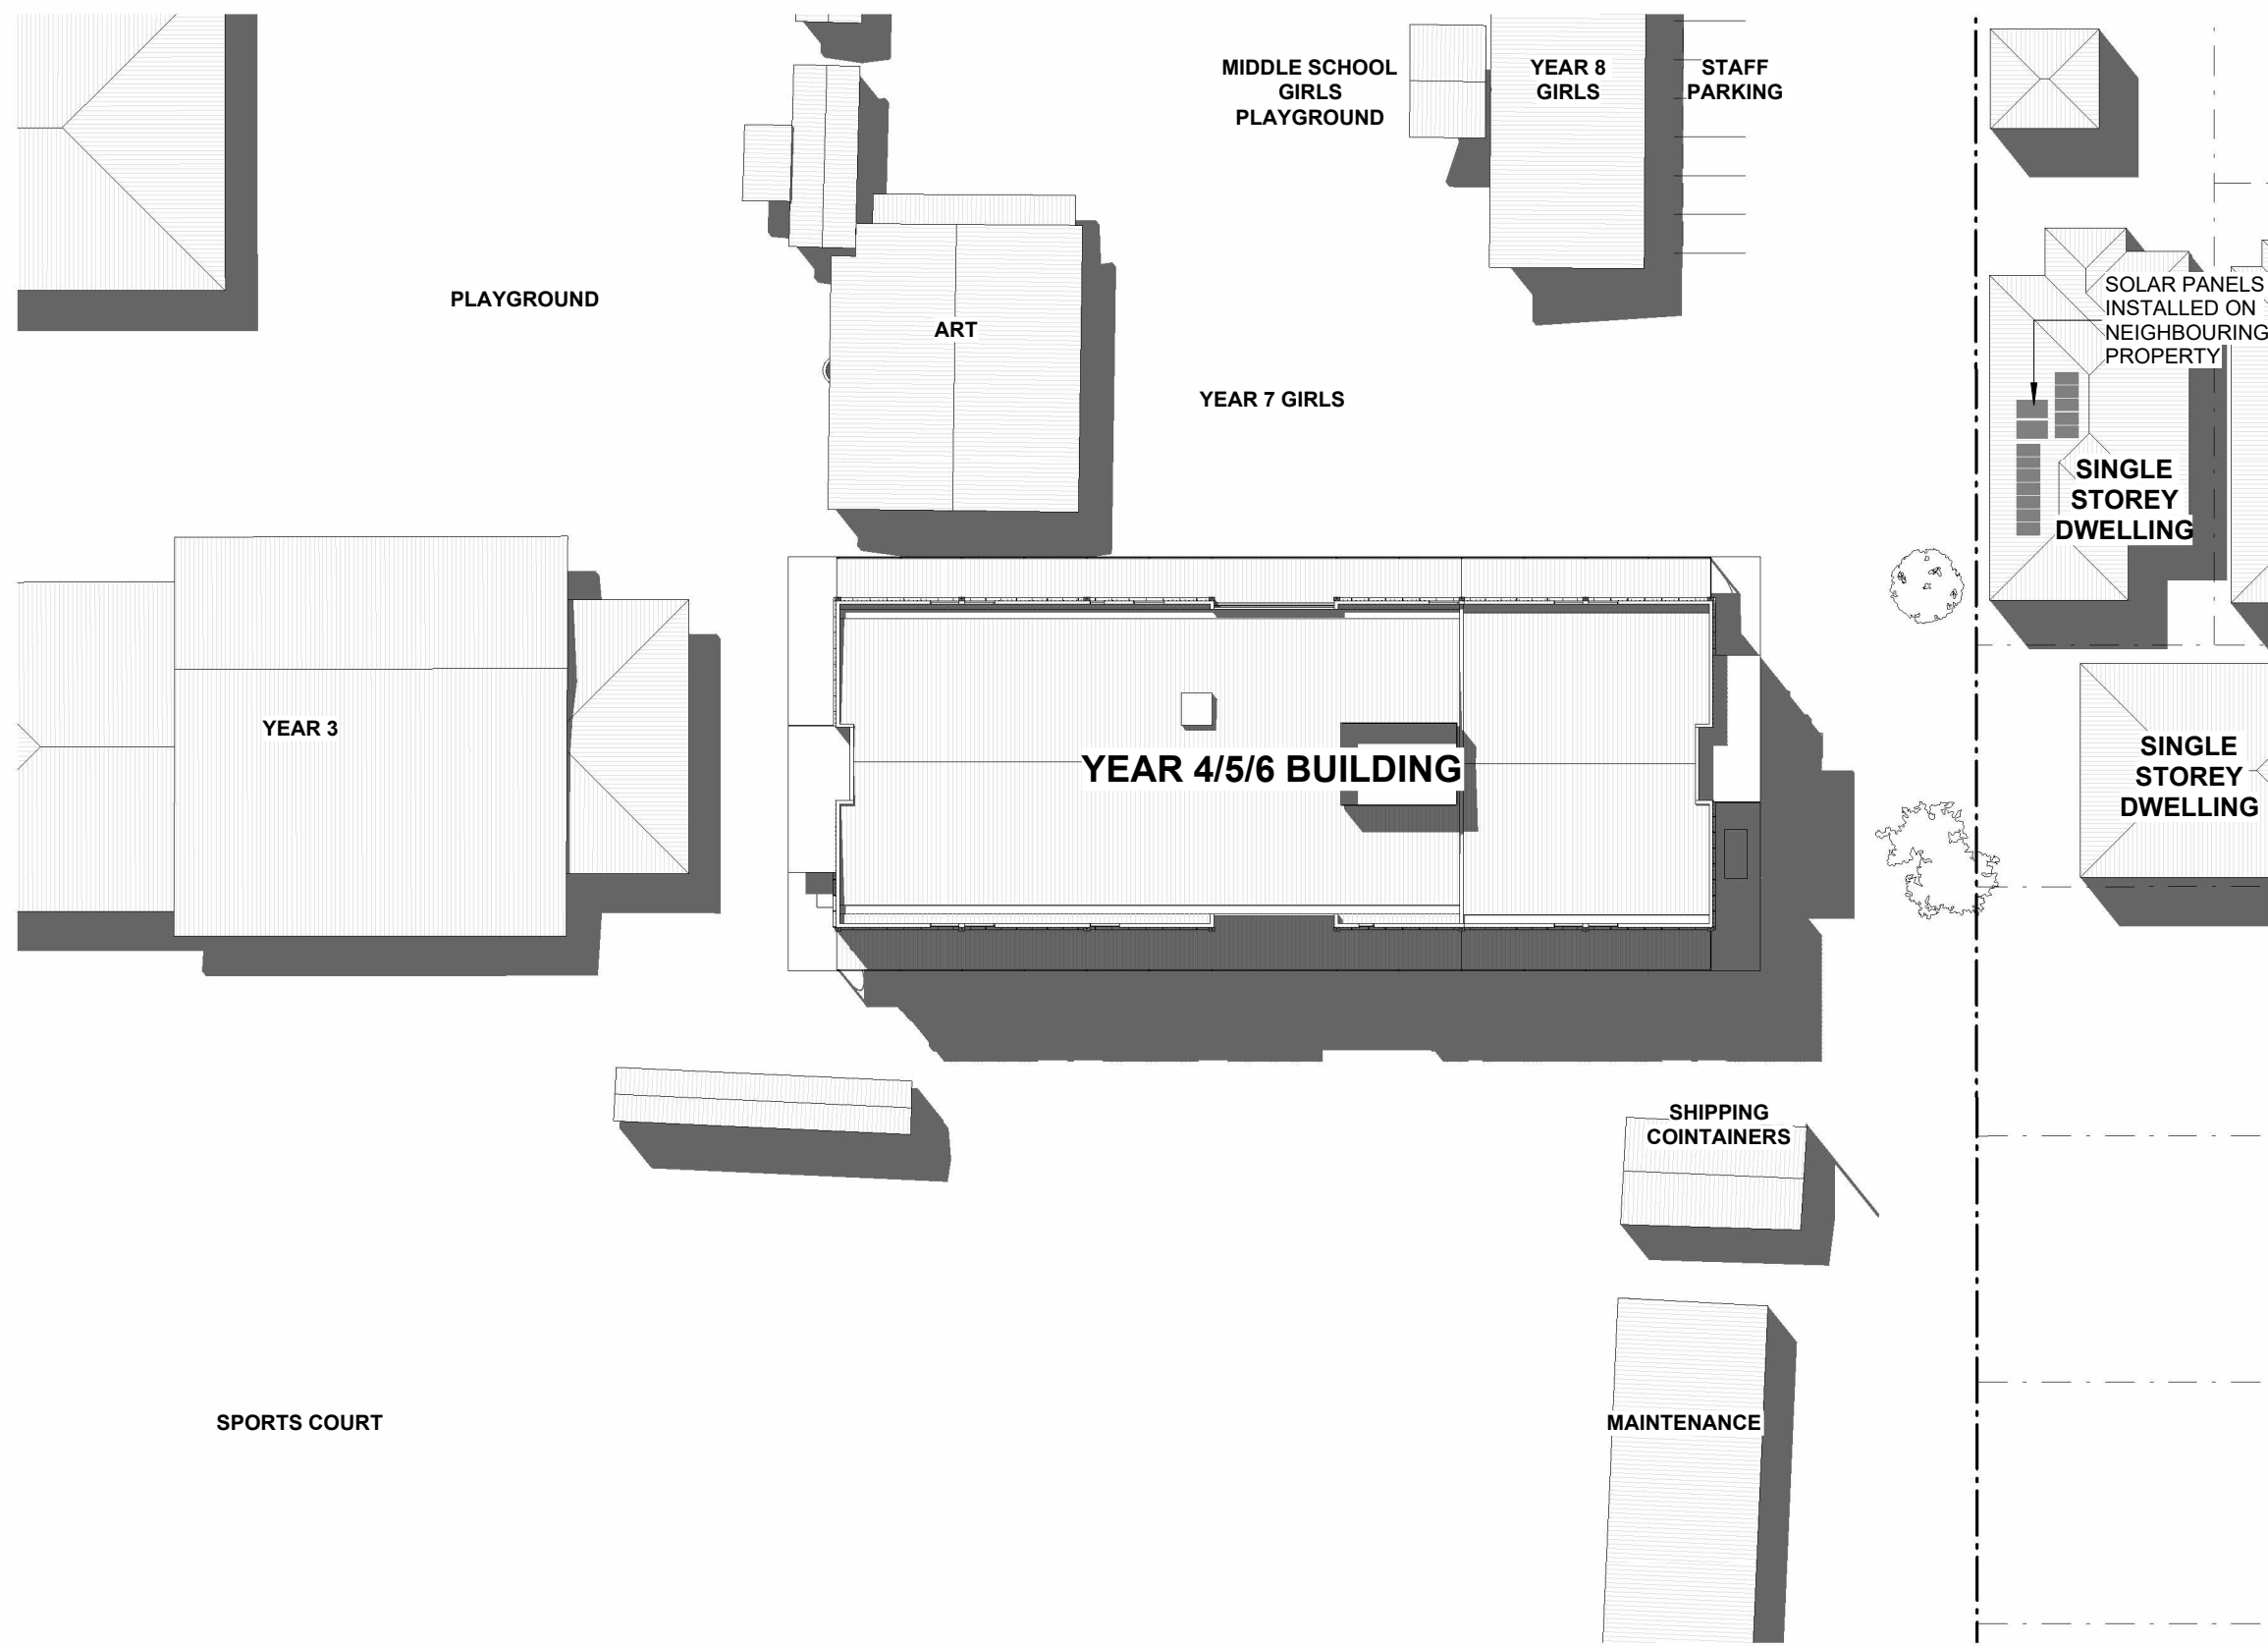 MIDDLE SCHOOL
GIRLS
PLAYGROUND
YEAR 8
GIRLS
STAFF
PARKING
PLAYGROUND
ART
YEAR 7 GIRLS
SOLAR PANELS
INSTALLED ON
NEIGHBOURING
PROPERTY
SINGLE
STOREY
DWELLING
YEAR 3
YEAR 4/5/6 BUILDING
SINGLE
STOREY
DWELLING
SHIPPING
COINTAINERS
SPORTS COURT
MAINTENANCE